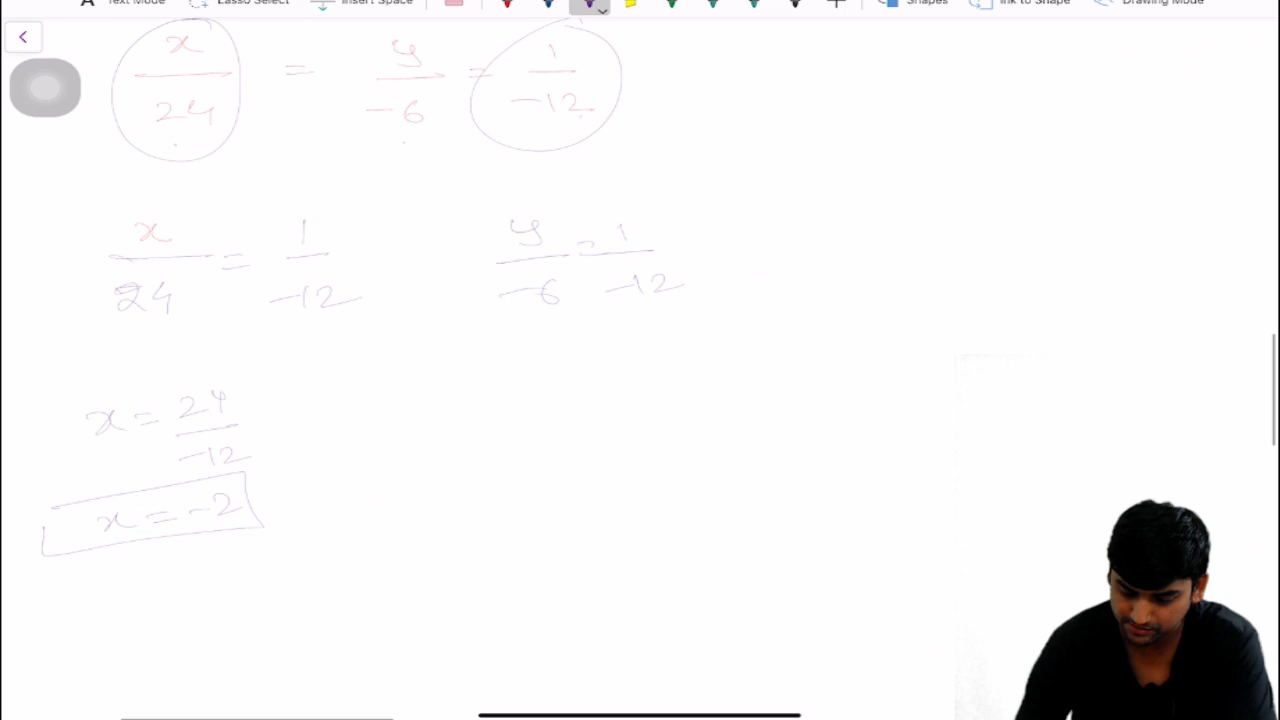 Text Mode Lasso Select Insert Space Shapes Ink to Shape Drawing Mode
x/24 = y/-6 = 1/-12
x/24 = 1/-12 y/-6 = 1/-12
x = 24/-12
x = -2